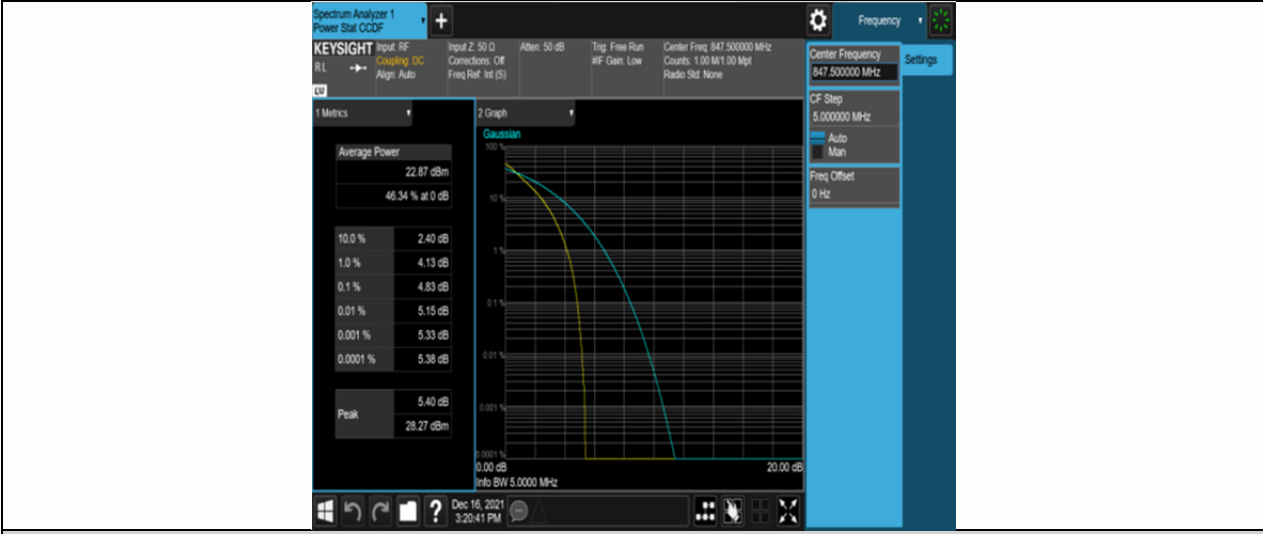 Spectrum Analyzer 1
Power Stat CCDF
+
Frequency
KEYSIGHT
Input: RF
Coupling: DC
Align: Auto
RL
LV
Input Z: 50 Ω
Corrections: Off
Freq Ref: Int (S)
Atten: 50 dB
Trig: Free Run
#IF Gain: Low
Center Freq: 847.500000 MHz
Counts: 1.00 M/1.00 Mpt
Radio Std: None
Center Frequency
847.500000 MHz
Settings
CF Step
5.000000 MHz
Auto
Man
Freq Offset
0 Hz
1 Metrics
Average Power
22.87 dBm
46.34 % at 0 dB
10.0 % 2.40 dB
1.0 % 4.13 dB
0.1 % 4.83 dB
0.01 % 5.15 dB
0.001 % 5.33 dB
0.0001 % 5.38 dB
Peak
5.40 dB
28.27 dBm
2 Graph
Gaussian
100 %
10 %
1 %
0.1 %
0.01 %
0.001 %
0.0001 %
0.00 dB 20.00 dB
Info BW 5.0000 MHz
?
Dec 16, 2021
3:20:41 PM